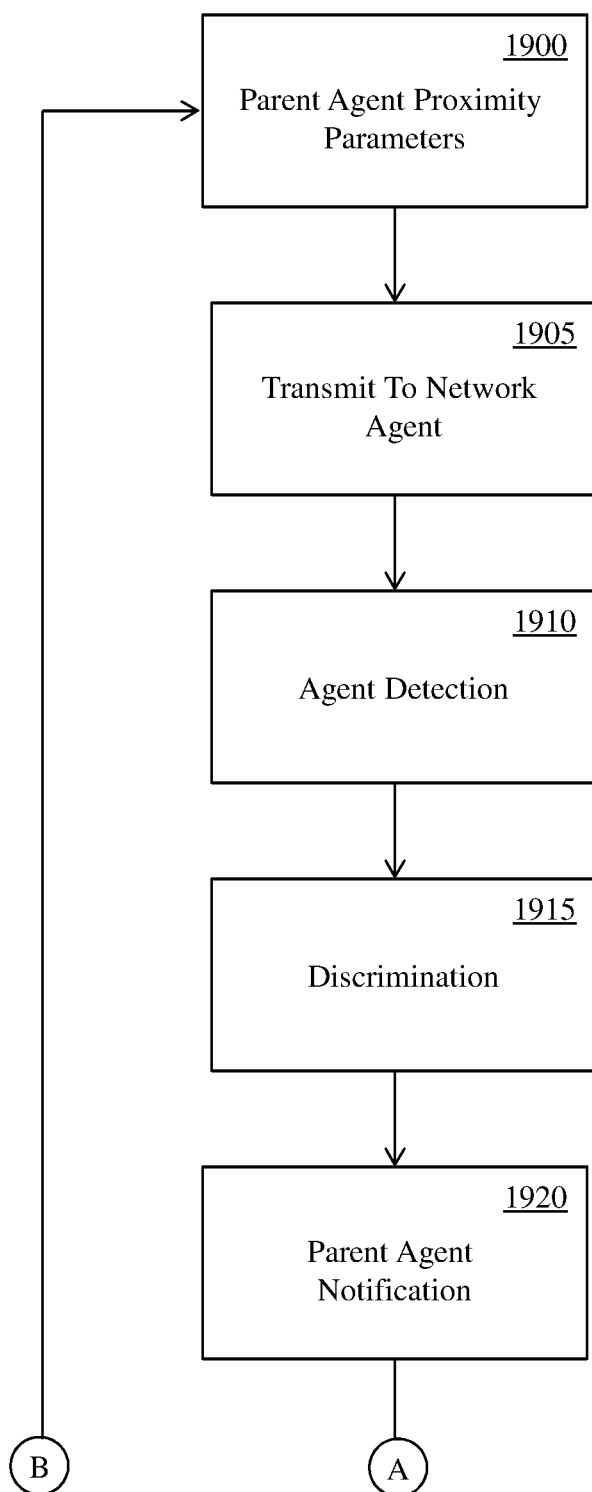 1900
Parent Agent Proximity
Parameters
1905
Transmit To Network
Agent
1910
Agent Detection
1915
Discrimination
1920
Parent Agent
Notification
B
A